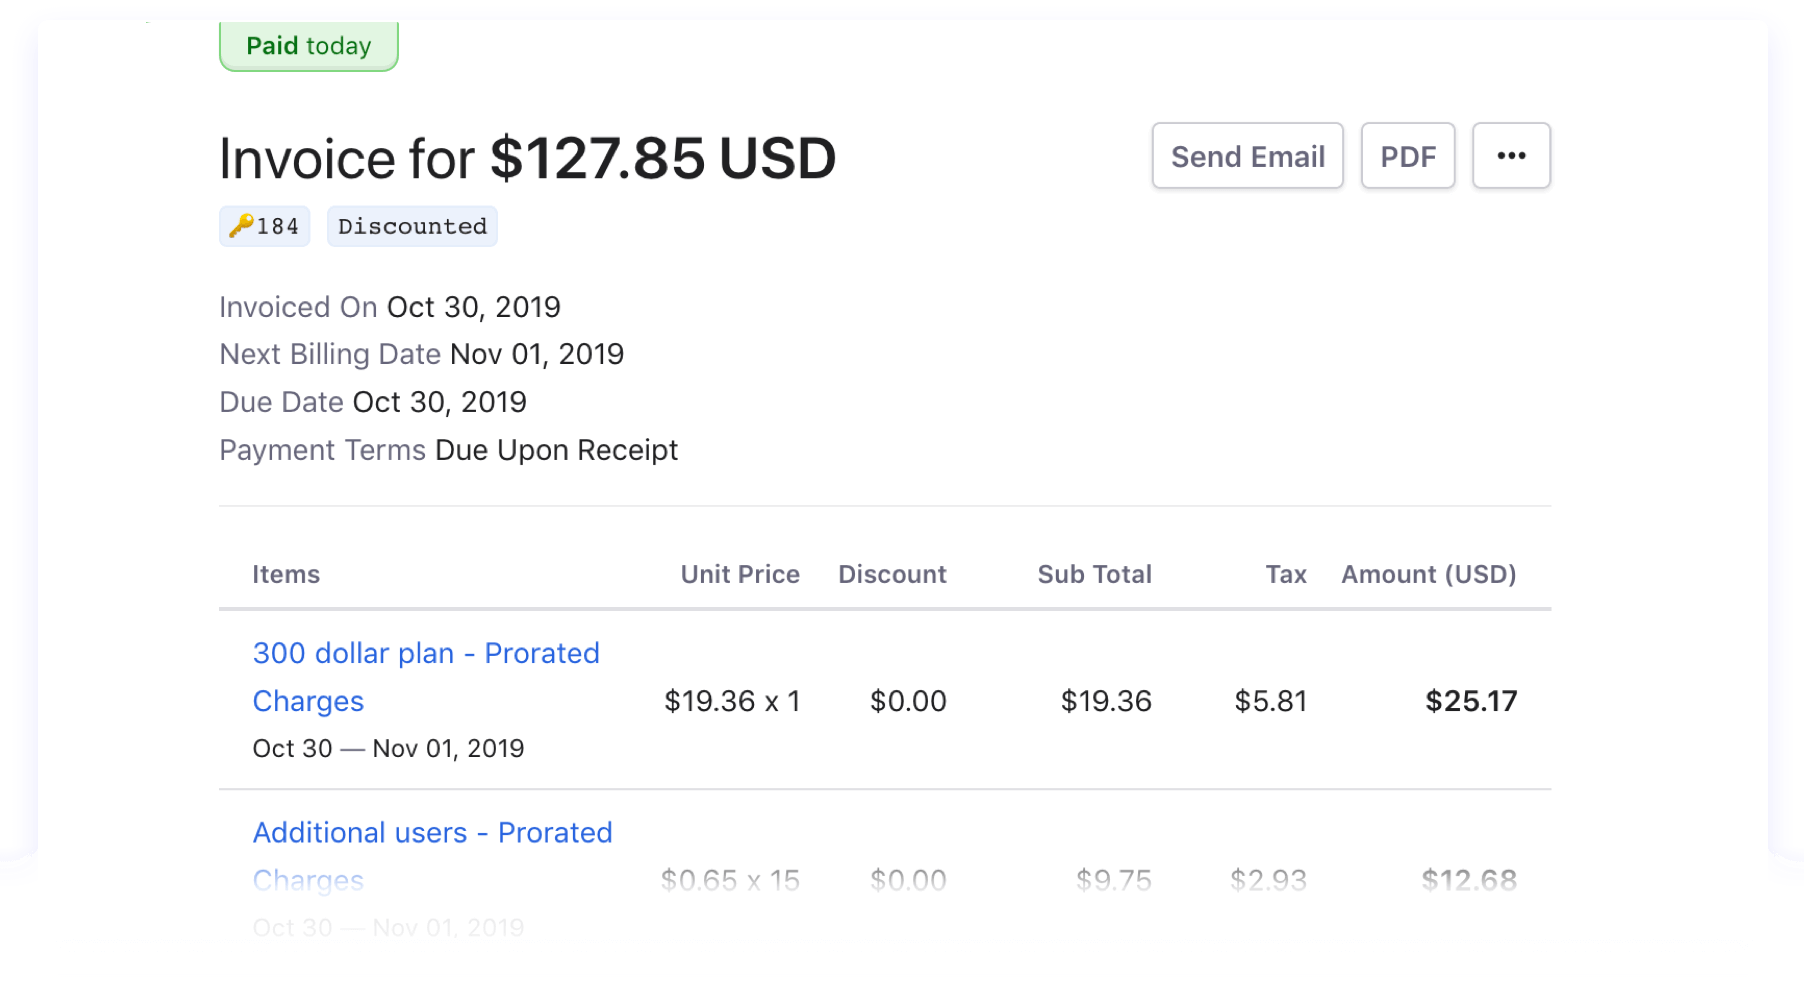 Paid today
Invoice for $127.85 USD
Send Email
PDF
•••
🔑184
Discounted
Invoiced On Oct 30, 2019
Next Billing Date Nov 01, 2019
Due Date Oct 30, 2019
Payment Terms Due Upon Receipt
Items Unit Price Discount Sub Total Tax Amount (USD)
300 dollar plan - Prorated
Charges $19.36 x 1 $0.00 $19.36 $5.81 $25.17
Oct 30 — Nov 01, 2019
Additional users - Prorated
Charges $0.65 x 15 $0.00 $9.75 $2.93 $12.68
Oct 30 — Nov 01, 2019